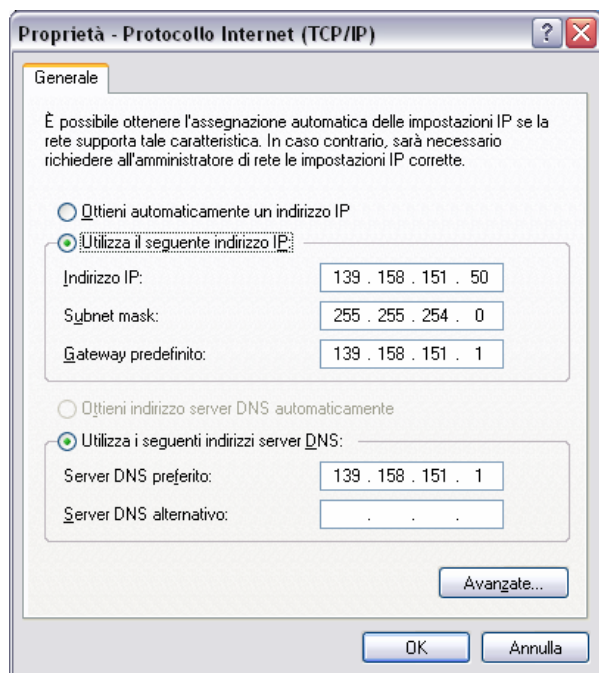 Proprietà - Protocollo Internet (TCP/IP)
Generale
È possibile ottenere l'assegnazione automatica delle impostazioni IP se la
rete supporta tale caratteristica. In caso contrario, sarà necessario
richiedere all'amministratore di rete le impostazioni IP corrette.
Ottieni automaticamente un indirizzo IP
Utilizza il seguente indirizzo IP:
Indirizzo IP: 139 . 158 . 151 . 50
Subnet mask: 255 . 255 . 254 . 0
Gateway predefinito: 139 . 158 . 151 . 1
Ottieni indirizzo server DNS automaticamente
Utilizza i seguenti indirizzi server DNS:
Server DNS preferito: 139 . 158 . 151 . 1
Server DNS alternativo: . . .
Avanzate...
OK Annulla